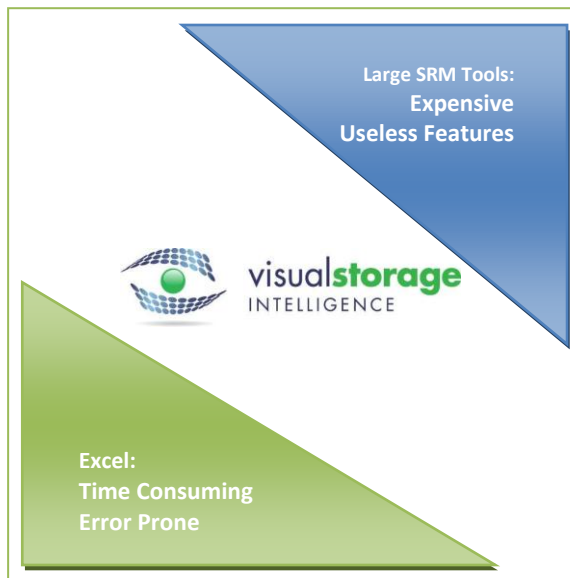 Large SRM Tools:
Expensive
Useless Features
visualstorage
INTELLIGENCE
Excel:
Time Consuming
Error Prone